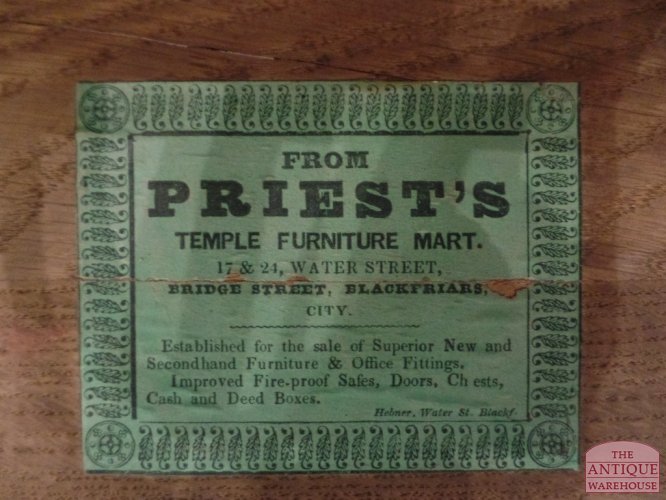 FROM
PRIEST'S
TEMPLE FURNITURE MART.
17 & 24, WATER STREET,
BRIDGE STREET, BLACKFRIARS,
CITY.
Established for the sale of Superior New and
Secondhand Furniture & Office Fittings.
Improved Fire-proof Safes, Doors, Chests,
Cash and Deed Boxes.
Hebner, Water St. Blackf
THE
ANTIQUE
WAREHOUSE